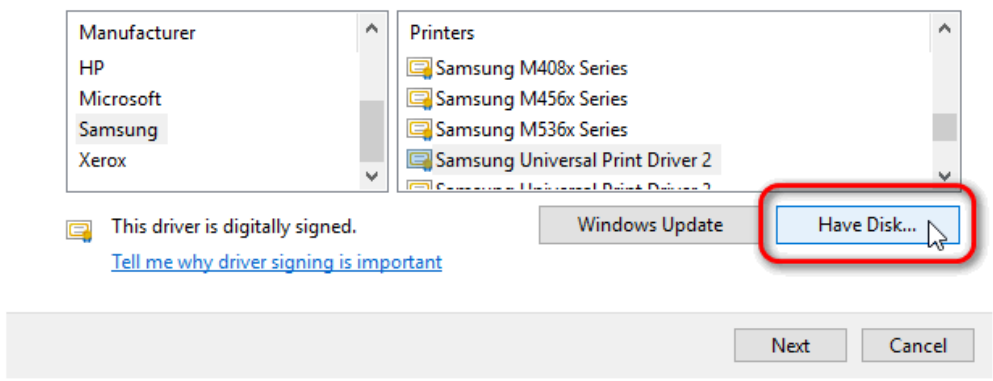 Manufacturer
HP
Microsoft
Samsung
Xerox
Printers
Samsung M408x Series
Samsung M456x Series
Samsung M536x Series
Samsung Universal Print Driver 2
This driver is digitally signed.
Tell me why driver signing is important
Windows Update
Have Disk...
Next
Cancel